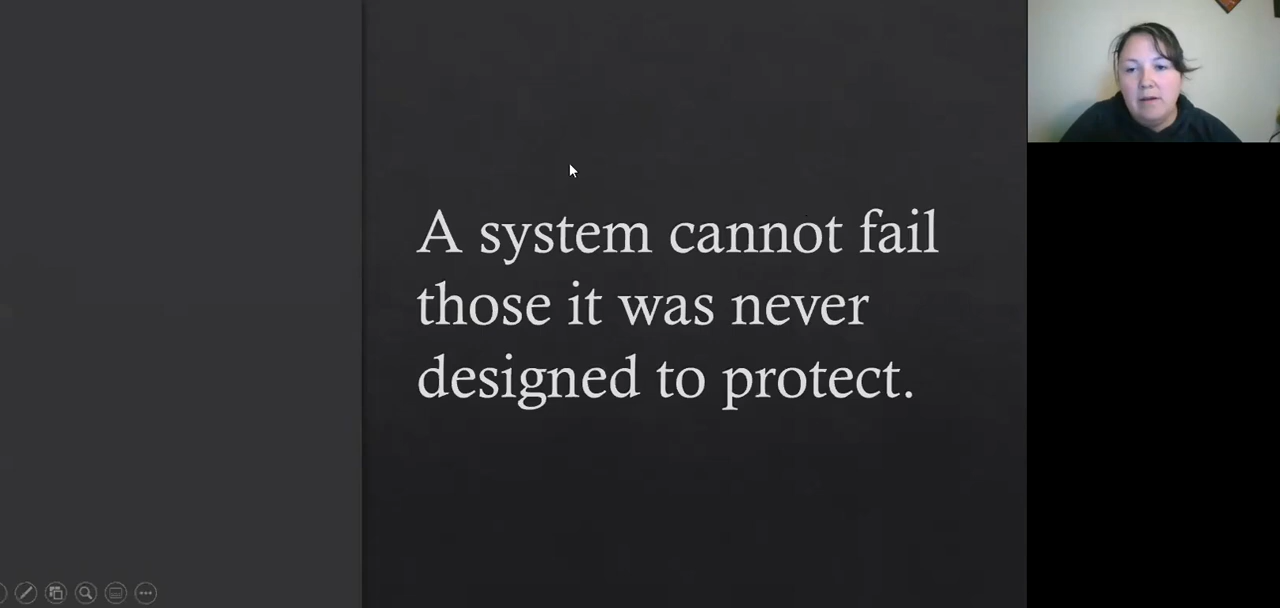 A system cannot fail
those it was never
designed to protect.